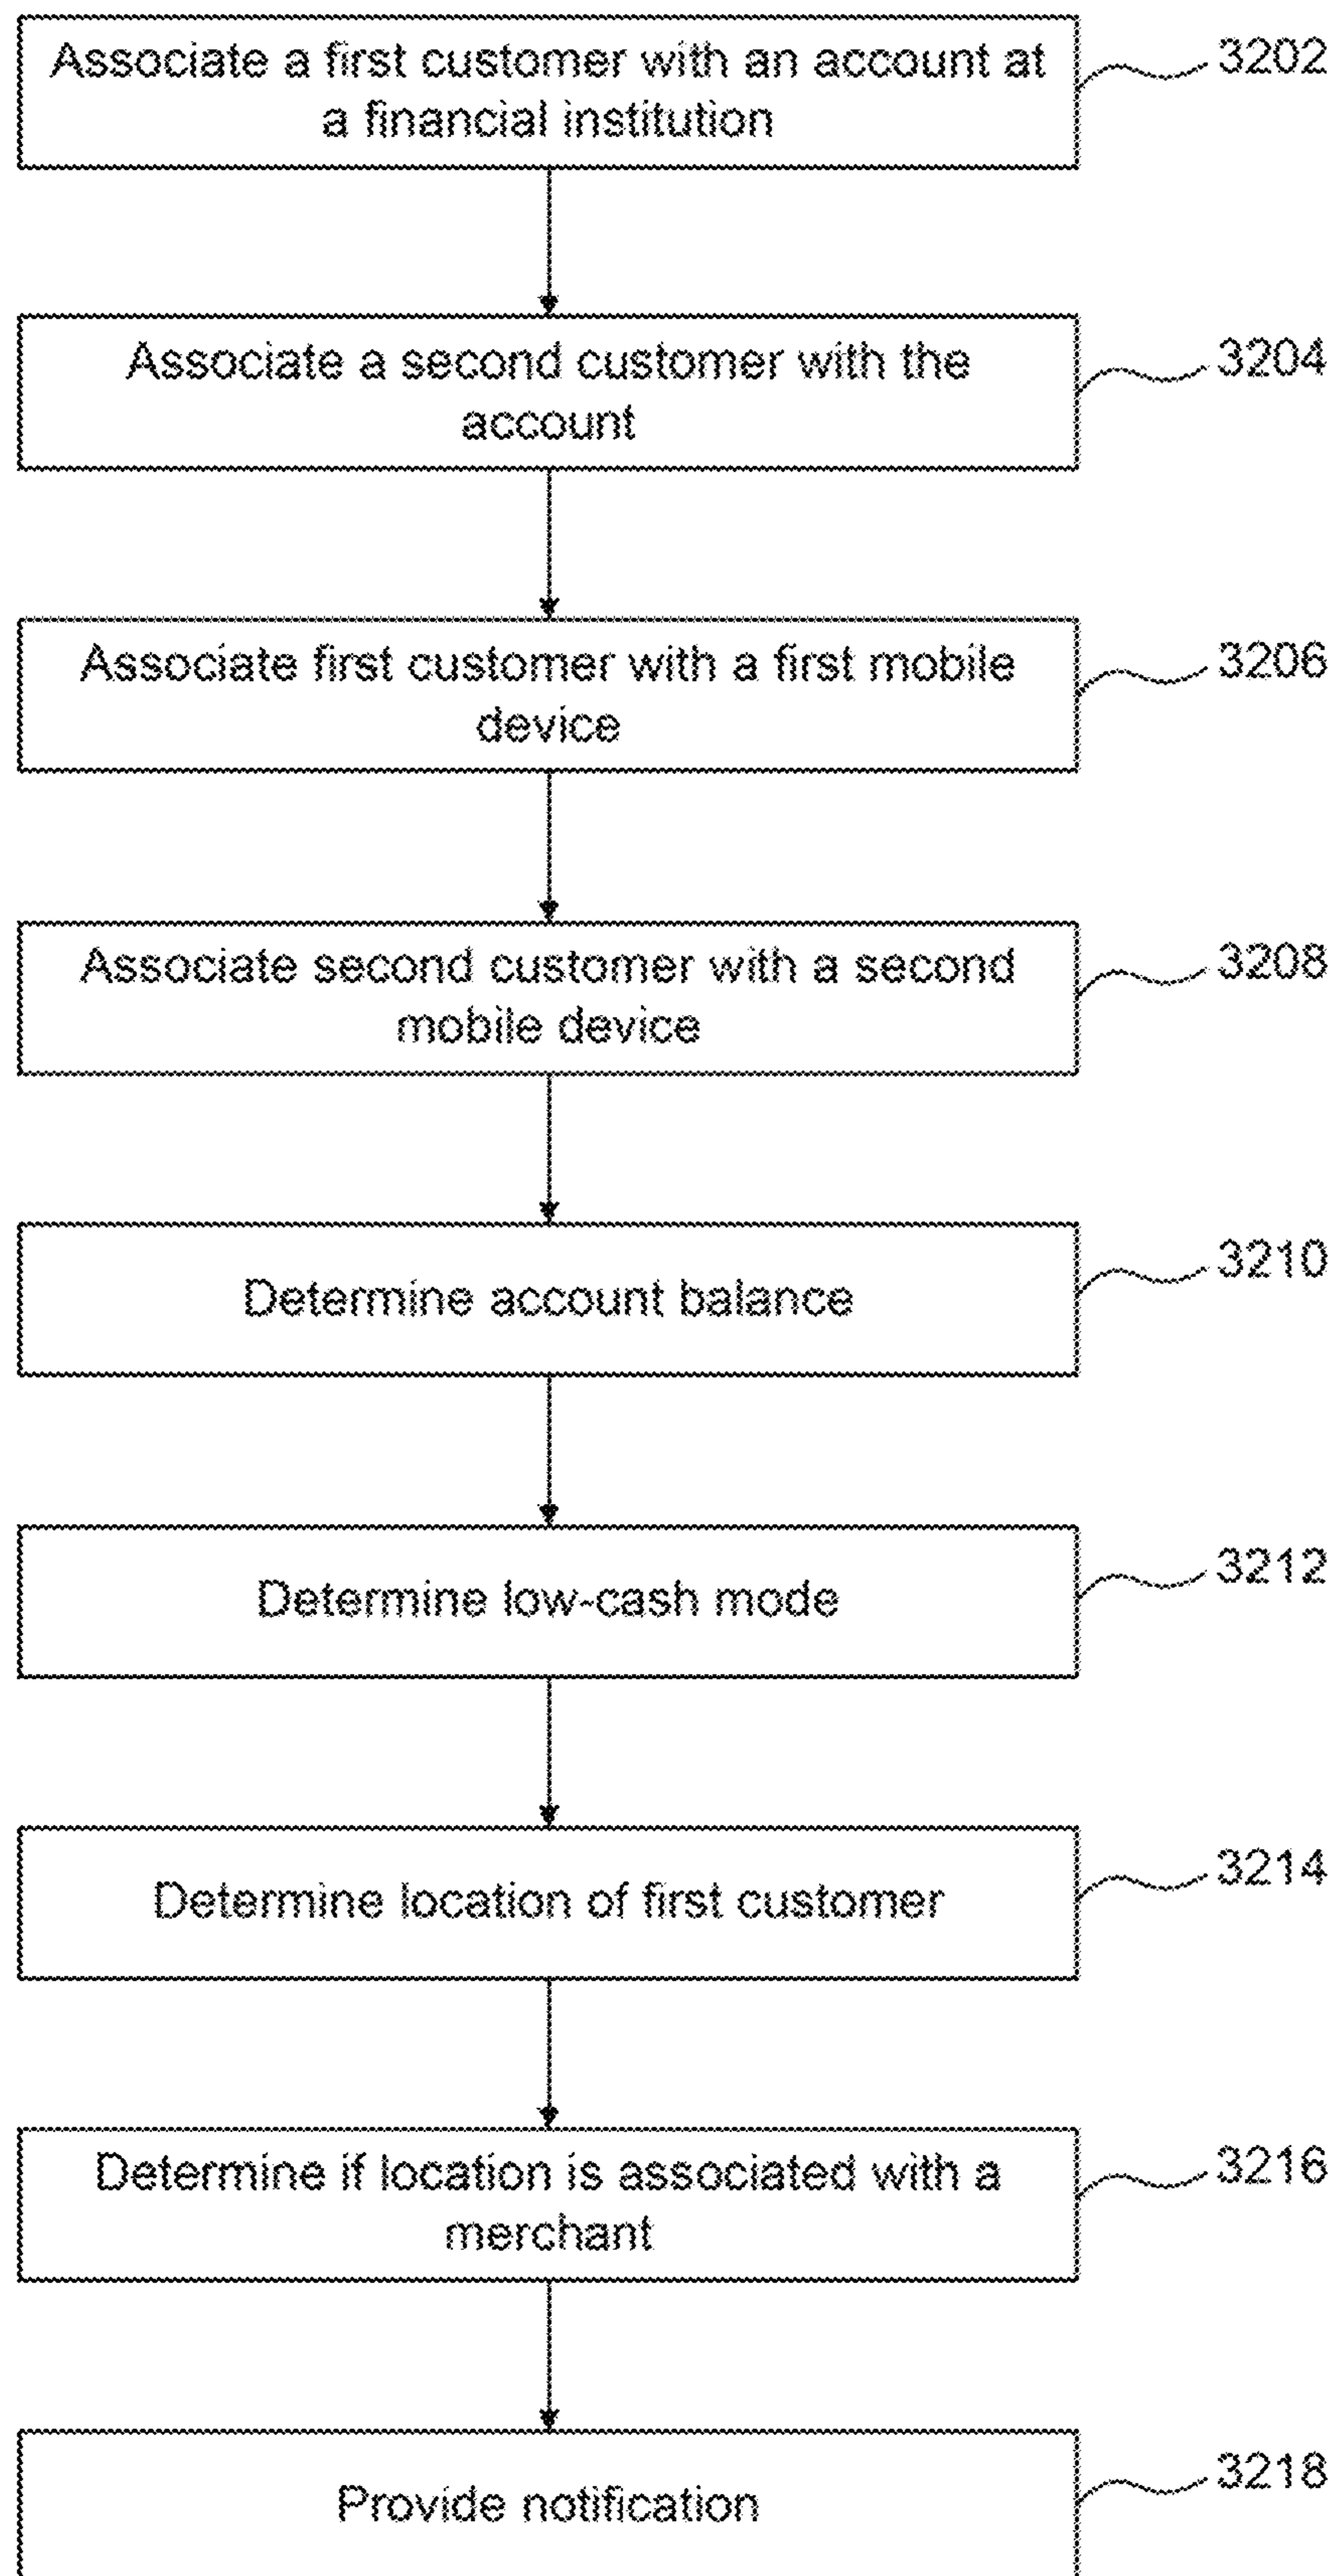 Associate a first customer with an account at
a financial institution
3202
Associate a second customer with the
account
3204
Associate first customer with a first mobile
device
3206
Associate second customer with a second
mobile device
3208
Determine account balance
3210
Determine low-cash mode
3212
Determine location of first customer
3214
Determine if location is associated with a
merchant
3216
Provide notification
3218